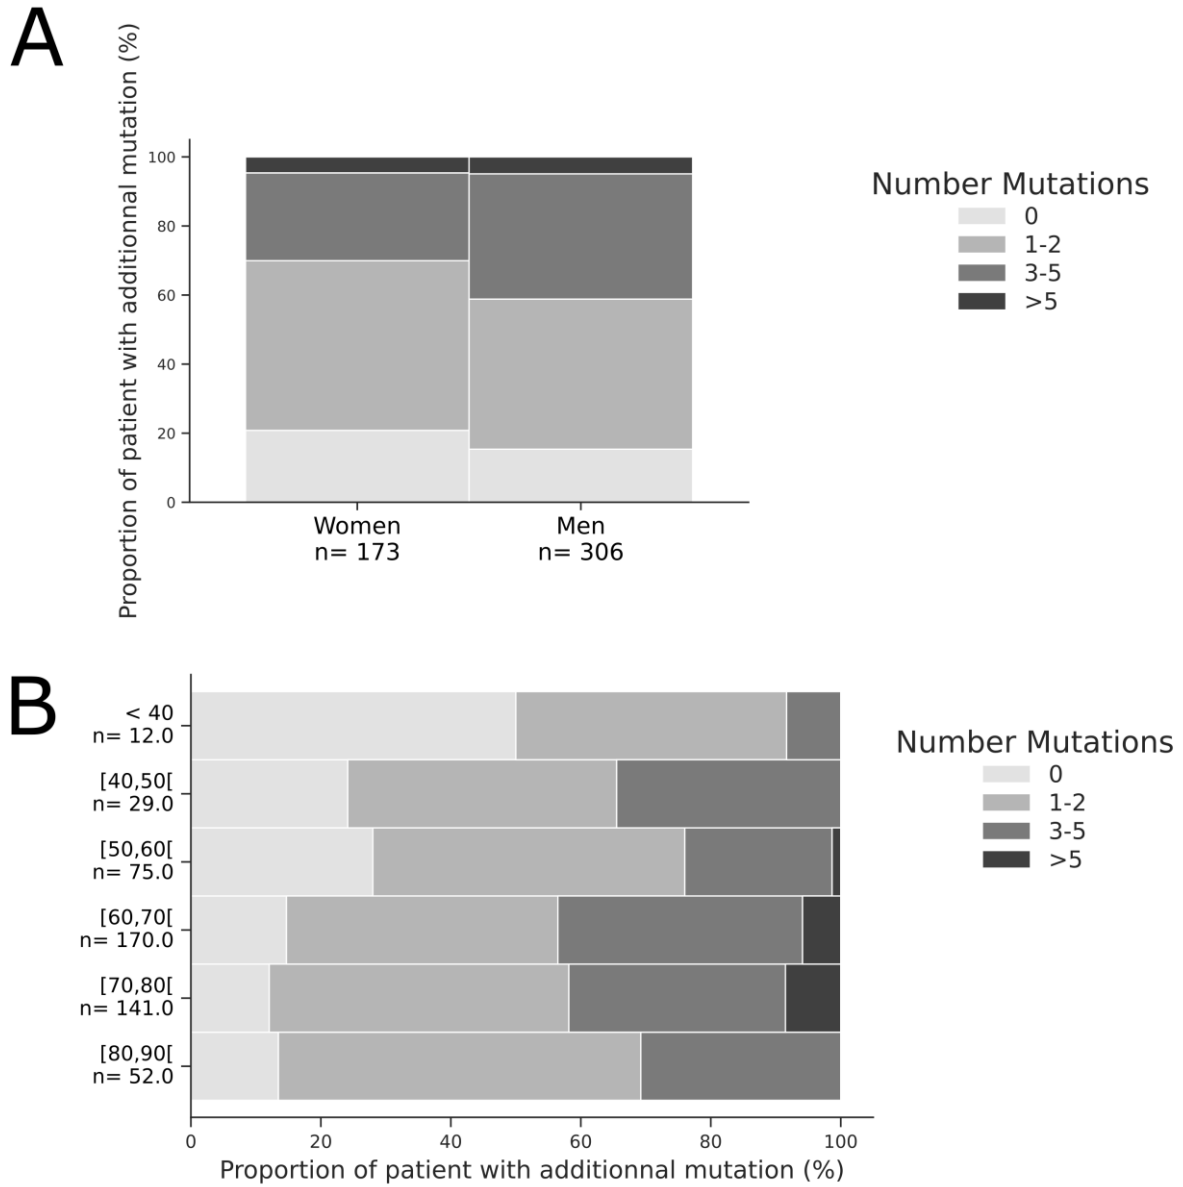 A
Proportion of patient with additionnal mutation (%)
100
80
60
40
20
0
Women
n= 173
Men
n= 306
Number Mutations
0
1-2
3-5
>5
B
< 40
n= 12.0
[40,50[
n= 29.0
[50,60[
n= 75.0
[60,70[
n= 170.0
[70,80[
n= 141.0
[80,90[
n= 52.0
0 20 40 60 80 100
Proportion of patient with additionnal mutation (%)
Number Mutations
0
1-2
3-5
>5